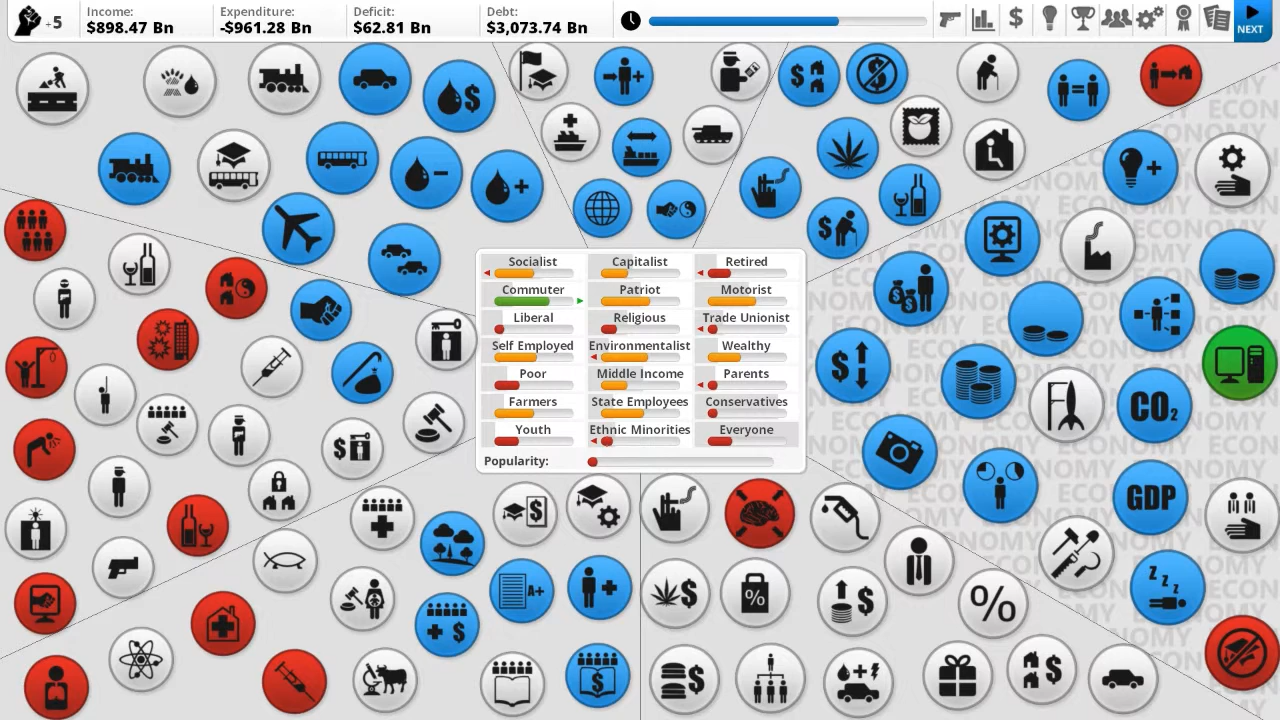 +5
Income:
$898.47 Bn
Expenditure:
-$961.28 Bn
Deficit:
$62.81 Bn
Debt:
$3,073.74 Bn
$
NEXT
Socialist
Capitalist
Retired
Commuter
Patriot
Motorist
Liberal
Religious
Trade Unionist
Self Employed
Environmentalist
Wealthy
Poor
Middle Income
Parents
Farmers
State Employees
Conservatives
Youth
Ethnic Minorities
Everyone
Popularity:
CO₂
GDP
A+
%
Z Z Z
ECONOMY